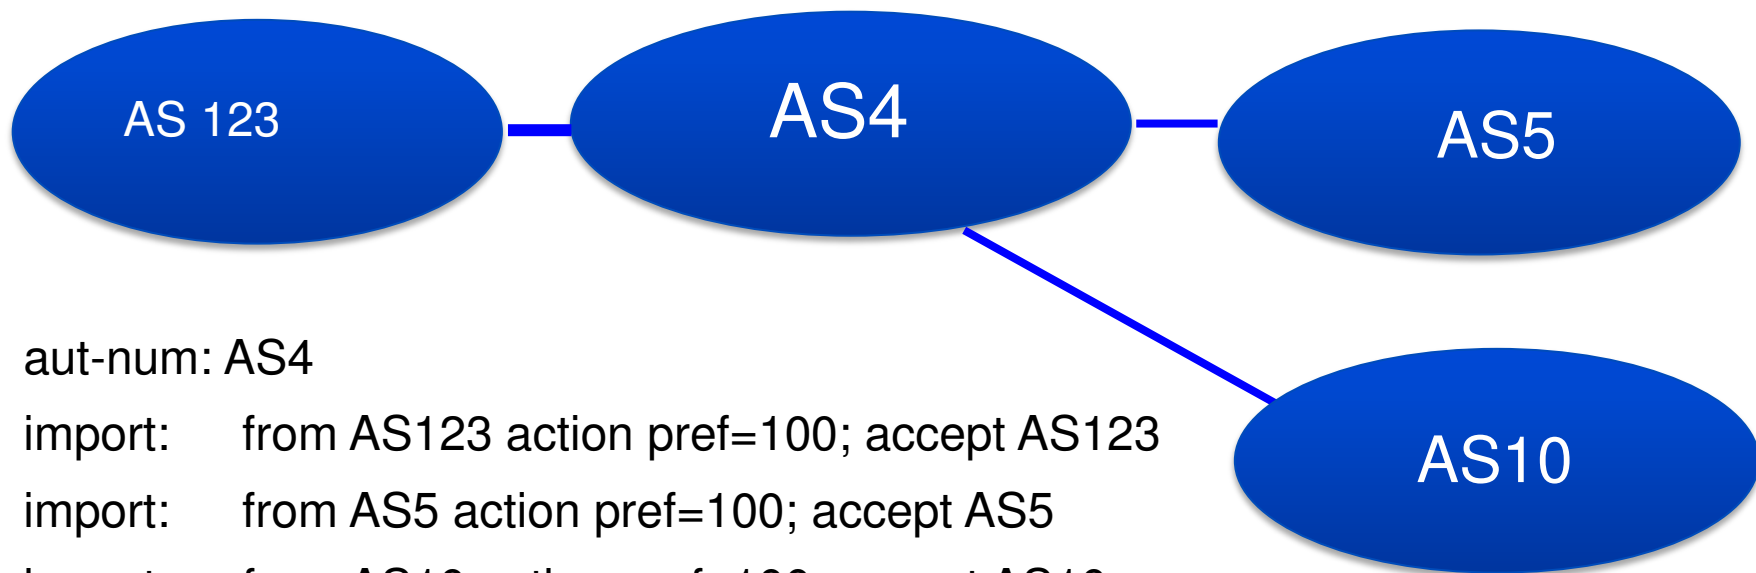 AS 123
AS4
AS5
AS10
aut-num: AS4
import: from AS123 action pref=100; accept AS123
import: from AS5 action pref=100; accept AS5